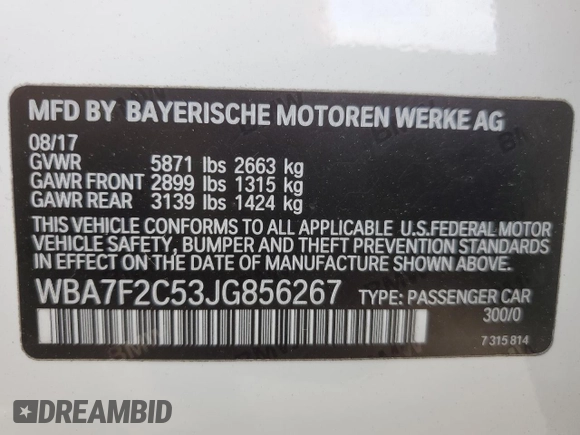 MFD BY BAYERISCHE MOTOREN WERKE AG
08/17
GVWR 5871 lbs 2663 kg
GAWR FRONT 2899 lbs 1315 kg
GAWR REAR 3139 lbs 1424 kg
THIS VEHICLE CONFORMS TO ALL APPLICABLE U.S.FEDERAL MOTOR
VEHICLE SAFETY, BUMPER AND THEFT PREVENTION STANDARDS
IN EFFECT ON THE DATE OF MANUFACTURE SHOWN ABOVE.
WBA7F2C53JG856267 TYPE: PASSENGER CAR
300/0
7 315 814
DREAMBID